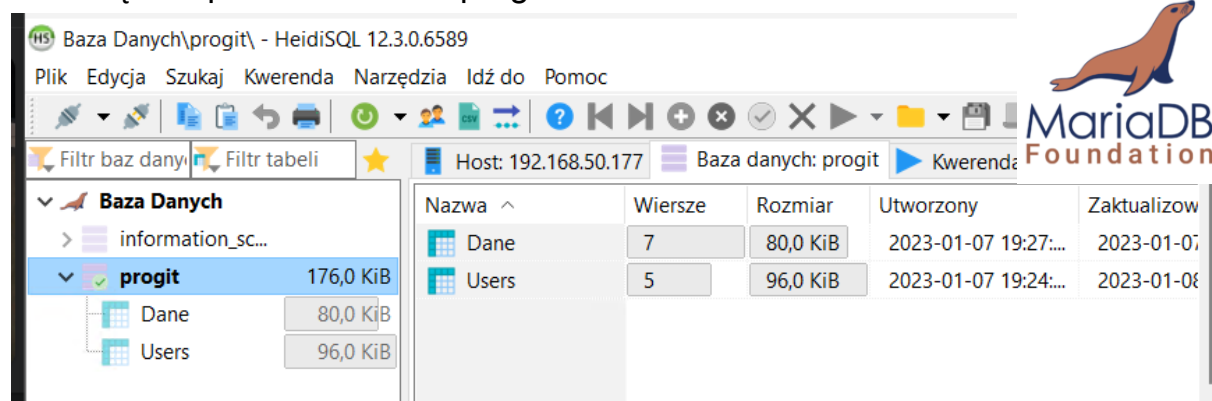 Baza Danych\progit\ - HeidiSQL 12.3.0.6589
Plik Edycja Szukaj Kwerenda Narzędzia Idź do Pomoc
csv
MariaDB
Foundation
Filtr baz dany Filtr tabeli
Host: 192.168.50.177 Baza danych: progit Kwerenda
Baza Danych
information_sc...
progit 176,0 KiB
Dane 80,0 KiB
Users 96,0 KiB
Nazwa Wiersze Rozmiar Utworzony Zaktualizow
Dane 7 80,0 KiB 2023-01-07 19:27:... 2023-01-07
Users 5 96,0 KiB 2023-01-07 19:24:... 2023-01-08